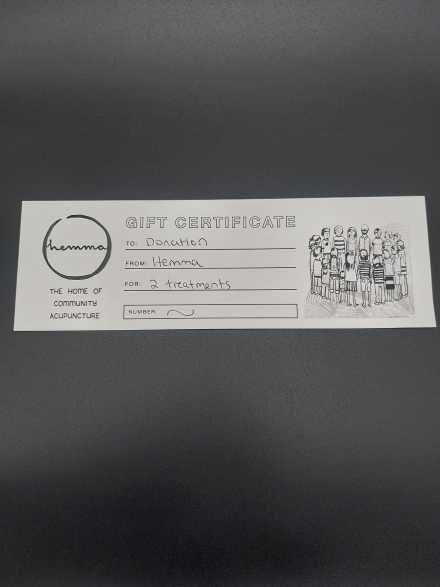 hemma
THE HOME OF
COMMUNITY
ACUPUNCTURE
GIFT CERTIFICATE
TO: Donation
FROM: Hemma
FOR: 2 treatments
NUMBER: ~